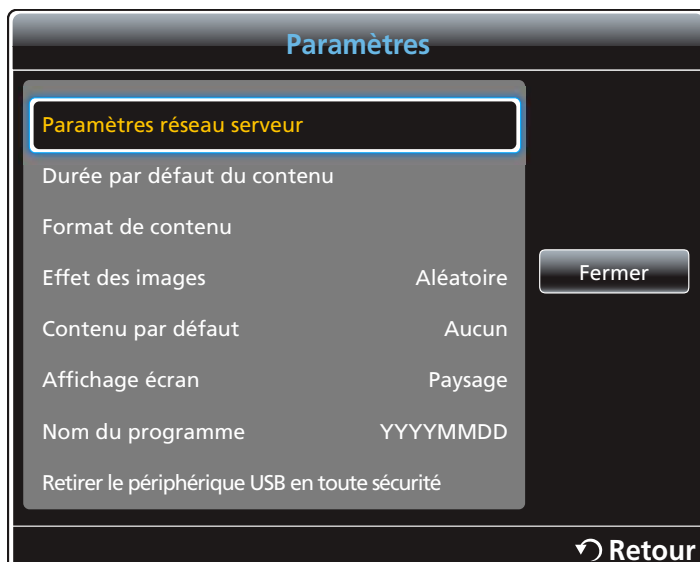 Paramètres
Paramètres réseau serveur
Durée par défaut du contenu
Format de contenu
Effet des images Aléatoire
Fermer
Contenu par défaut Aucun
Affichage écran Paysage
Nom du programme YYYYMMDD
Retirer le périphérique USB en toute sécurité
Retour